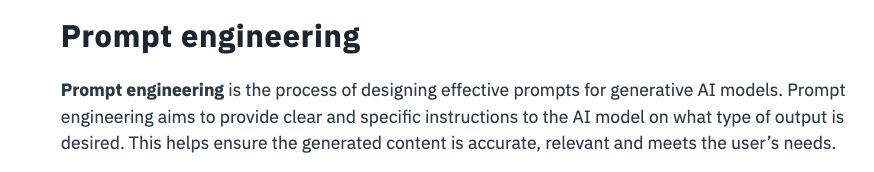 Prompt engineering
Prompt engineering is the process of designing effective prompts for generative AI models. Prompt
engineering aims to provide clear and specific instructions to the AI model on what type of output is
desired. This helps ensure the generated content is accurate, relevant and meets the user’s needs.